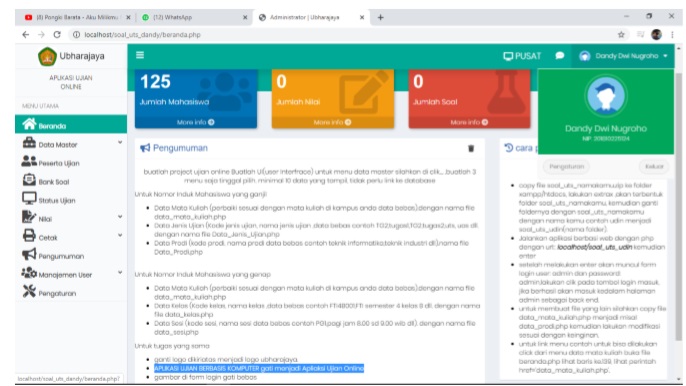 (8) Pongis Berata - Aku Milikmu
(12) WhatsApp
Administrator | Ubharajaya
localhost/soal_uts_dandy/beranda.php
Ubharajaya
PUSAT
Dandy Dwi Nugroho
APLIKASI UJIAN
ONLINE
MENU UTAMA
Beranda
Data Master
Peserta Ujian
Bank Soal
Status Ujian
Nilai
Cetak
Pengumuman
Manajemen User
Pengaturan
125
Jumlah Mahasiswa
More info
0
Jumlah Nilai
More info
0
Jumlah Soal
More info
Dandy Dwi Nugroho
Pengaturan
Keluar
Pengumuman
buatlah project ujian online Buatlah UI(user interfrace) untuk menu data master silahkan di clik,.. buatlah 3
menu saja tinggal pilih. minimal 10 data yang tampil, tidak perlu link ke database
Untuk Nomor Induk Mahasiswa yang ganjil
Data Mata Kuliah (perbaiki sesuai dengan mata kuliah di kampus anda data bebas).dengan nama file
data_mata_kuliah.php
Data Jenis Ujian (Kode jenis ujian, nama jenis ujian ,data bebas contoh T02,tugas1,T02,tugas2,uts, uas dll.
dengan nama file Data_Jenis_Ujian.php
Data Prodi (kode prodi, nama prodi data bebas contoh teknik informatika,teknik industri dll)nama file
Data_Prodi.php
Untuk Nomor Induk Mahasiswa yang genap
Data Mata Kuliah (perbaiki sesuai dengan mata kuliah di kampus anda data bebas).dengan nama file
data_mata_kuliah.php
Data Kelas (Kode kelas, nama kelas ,data bebas contoh semester 4 kelas B dll. dengan nama
file data_kelas.php
Data Sesi (kode sesi, nama sesi data bebas contoh P01,pagi jam 8.00 sd 9.00 wib dll). dengan nama file
data_sesi.php
Untuk tugas yang sama
ganti logo dikiriatas menjadi logo ubharajaya
APLIKASI UJIAN BERBASIS KOMPUTER gati menjadi Apliaksi Ujian Online
gambar di form login gati bebas
cara p
copy file soal_uts_namakamu.zip ke folder
xampp/htdocs, lakukan extrax ,akan terbentuk
folder soal_uts_namakamu, kemudian ganti
foldernya dengan soal_uts_namakamu
dengan nama kamu contoh udin menjadi
soal_uts_udin(nama folder).
Jalankan aplikasi berbasi web dengan php
dengan url: localhost/soal_uts_udin kemudian
enter
setelah melakukan enter akan muncul form
login user admin dan password
admin,lakukan clik pada tombol login masuk,
jika berhasil akan masuk kedalam halaman
admin sebagai back end.
untuk membuat file yang lain silahkan copy file
data_mata_kuliah.php menjadi misal
data_prodi.php kemudian lakukan modifikasi
sesuai dengan keinginan.
untuk link menu contoh untuk bisa dilakukan
click dari menu data mata kuliah buka file
beranda.php lihat baris ke139, lihat perintah
href='data_mata_kuliah.php'.
localhost/soal_uts_dandy/beranda.php?